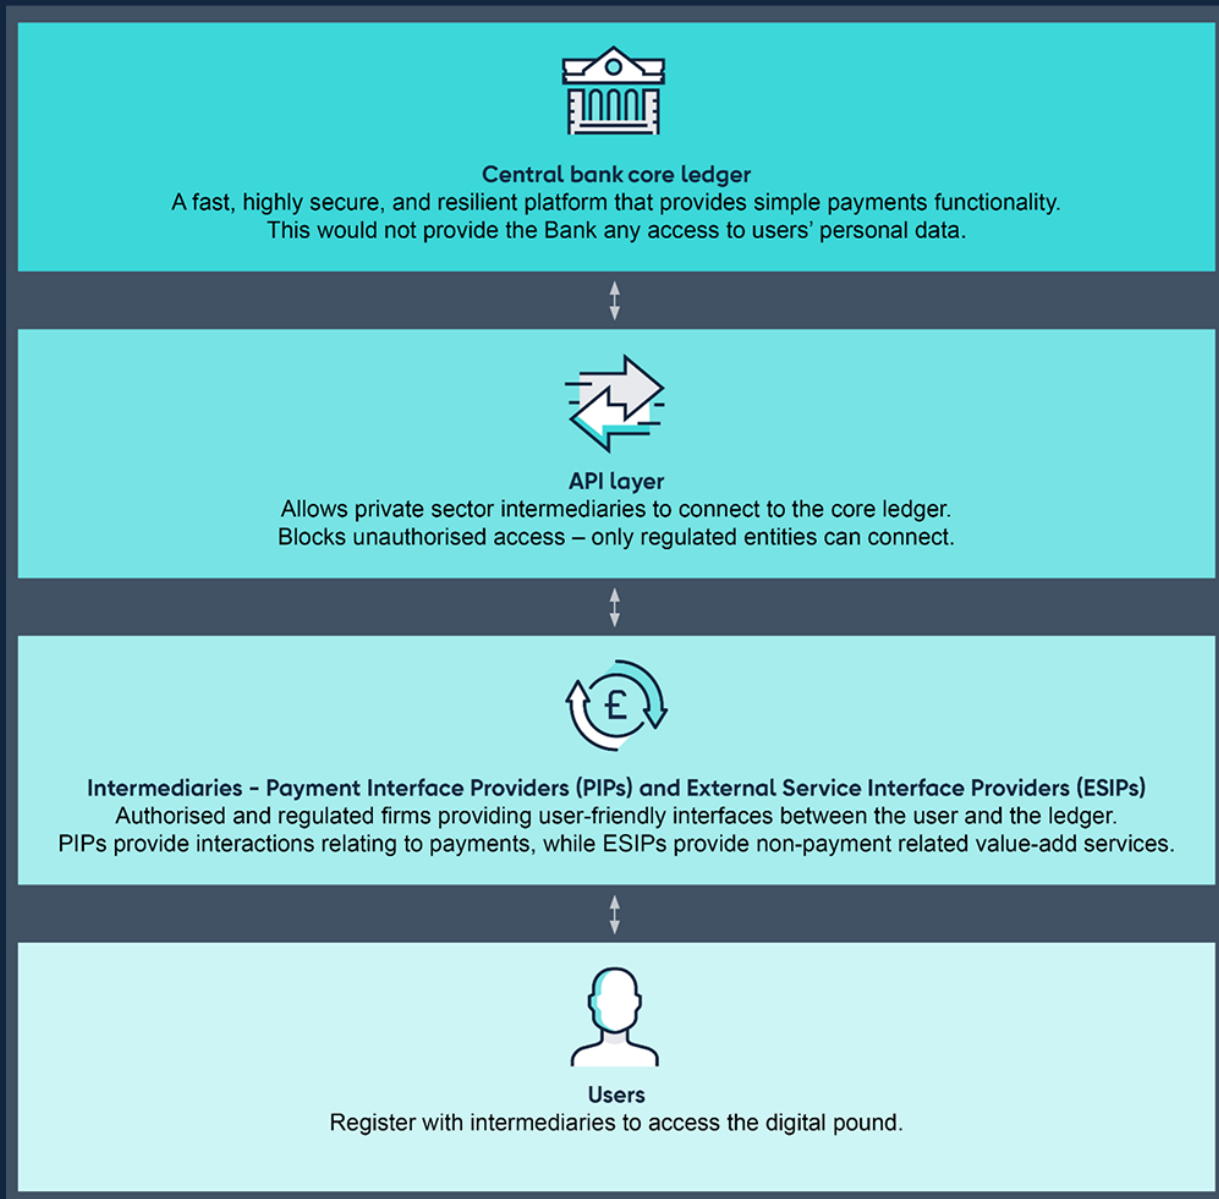 Central bank core ledger
A fast, highly secure, and resilient platform that provides simple payments functionality.
This would not provide the Bank any access to users’ personal data.
API layer
Allows private sector intermediaries to connect to the core ledger.
Blocks unauthorised access – only regulated entities can connect.
£
Intermediaries - Payment Interface Providers (PIPs) and External Service Interface Providers (ESIPs)
Authorised and regulated firms providing user-friendly interfaces between the user and the ledger.
PIPs provide interactions relating to payments, while ESIPs provide non-payment related value-add services.
Users
Register with intermediaries to access the digital pound.